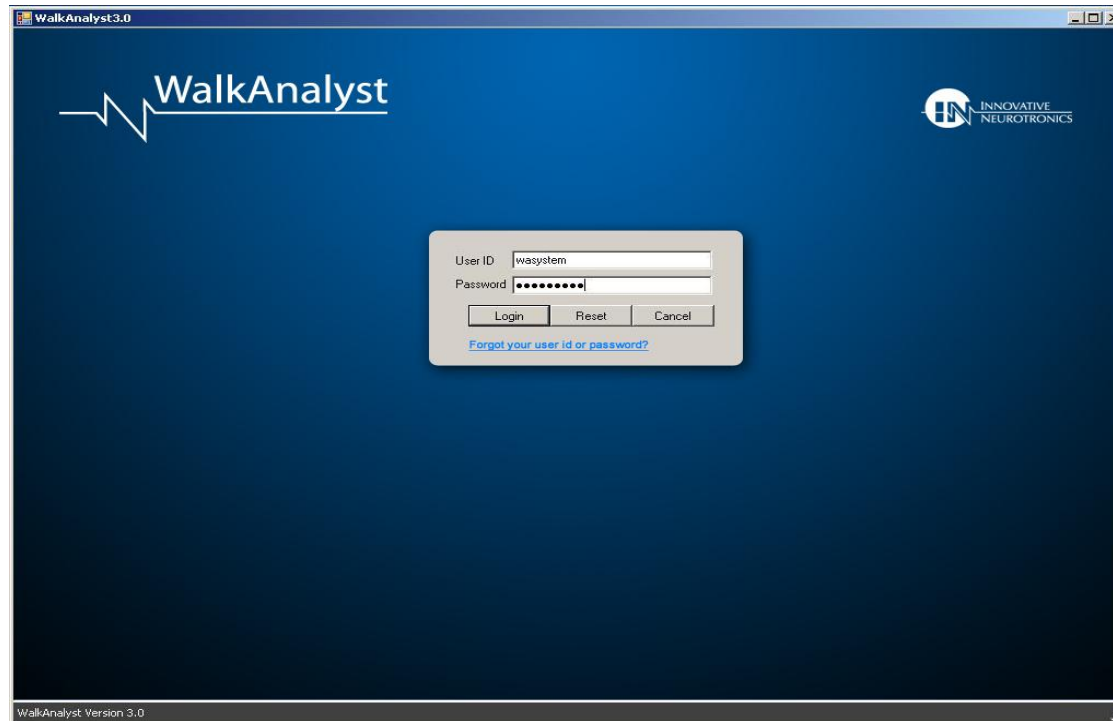 WalkAnalyst3.0
WalkAnalyst
IN INNOVATIVE
NEUROTRONICS
User ID wasystem
Password •••••••••
Login Reset Cancel
Forgot your user id or password?
WalkAnalyst Version 3.0